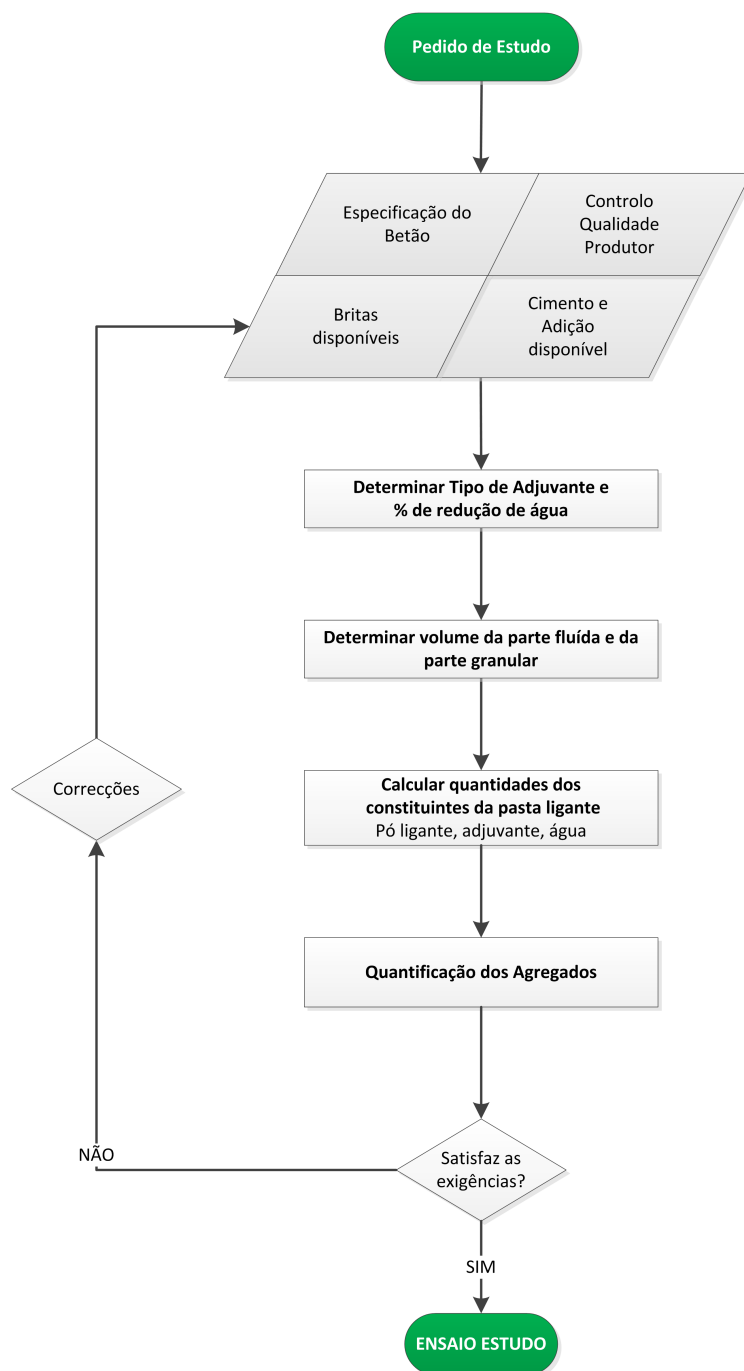 Pedido de Estudo
Especificação do
Betão
Controlo
Qualidade
Produtor
Britas
disponíveis
Cimento e
Adição
disponível
Determinar Tipo de Adjuvante e
% de redução de água
Determinar volume da parte fluída e da
parte granular
Correcções
Calcular quantidades dos
constituintes da pasta ligante
Pó ligante, adjuvante, água
Quantificação dos Agregados
NÃO
Satisfaz as
exigências?
SIM
ENSAIO ESTUDO